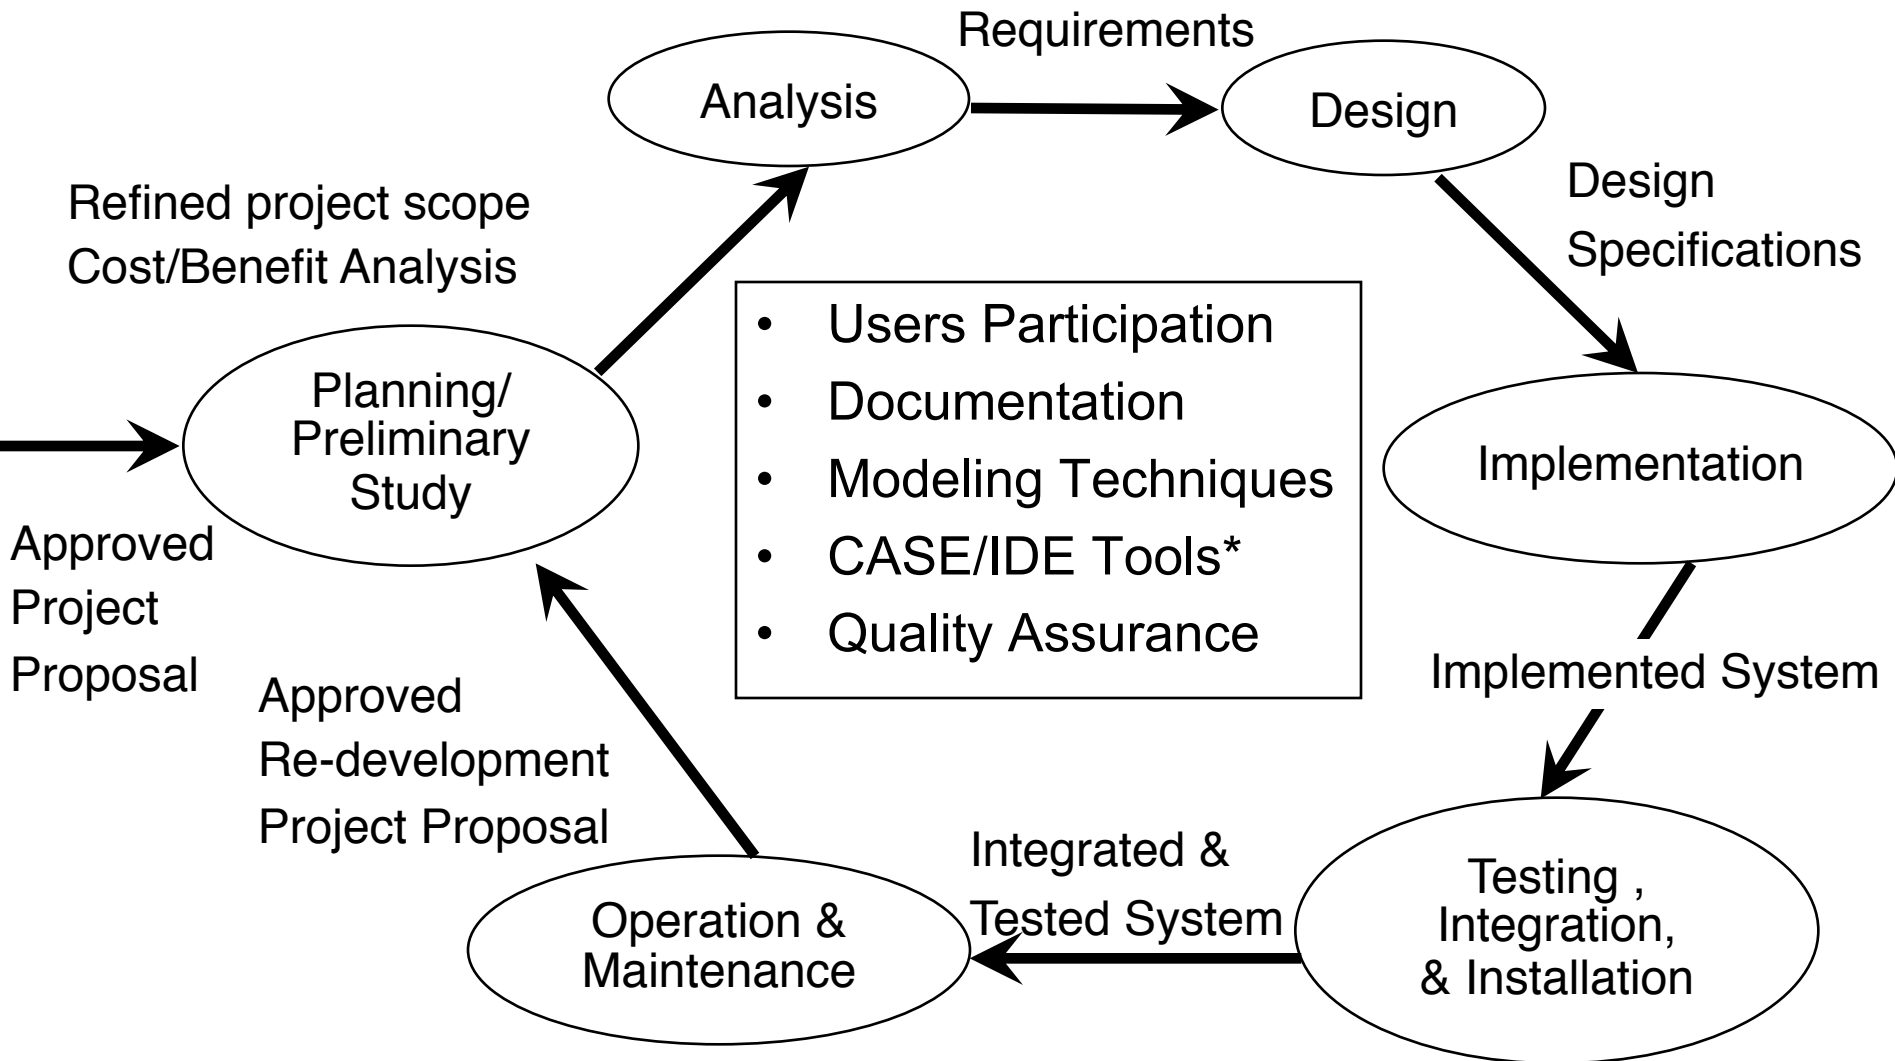 Requirements
Analysis
Design
Design
Specifications
Refined project scope
Cost/Benefit Analysis
Planning/
Preliminary
Study
• Users Participation
• Documentation
• Modeling Techniques
• CASE/IDE Tools*
• Quality Assurance
Implementation
Approved
Project
Proposal
Approved
Re-development
Project Proposal
Implemented System
Integrated &
Tested System
Operation &
Maintenance
Testing ,
Integration,
& Installation